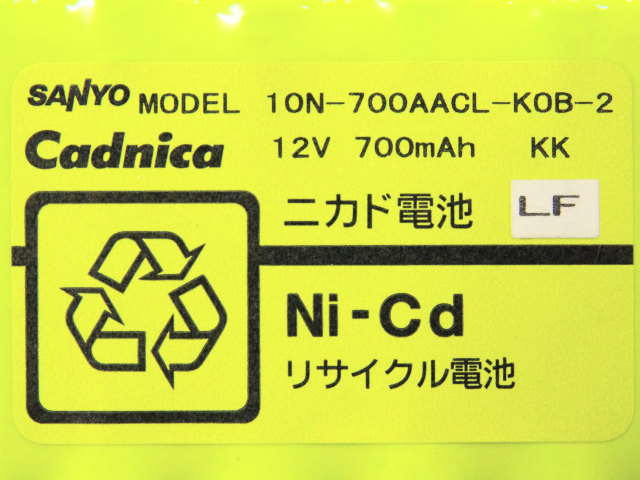 SANYO MODEL 10N-700AACL-K0B-2
Cadnica 12V 700mAh KK
ニカド電池 LF
Ni-Cd
リサイクル電池